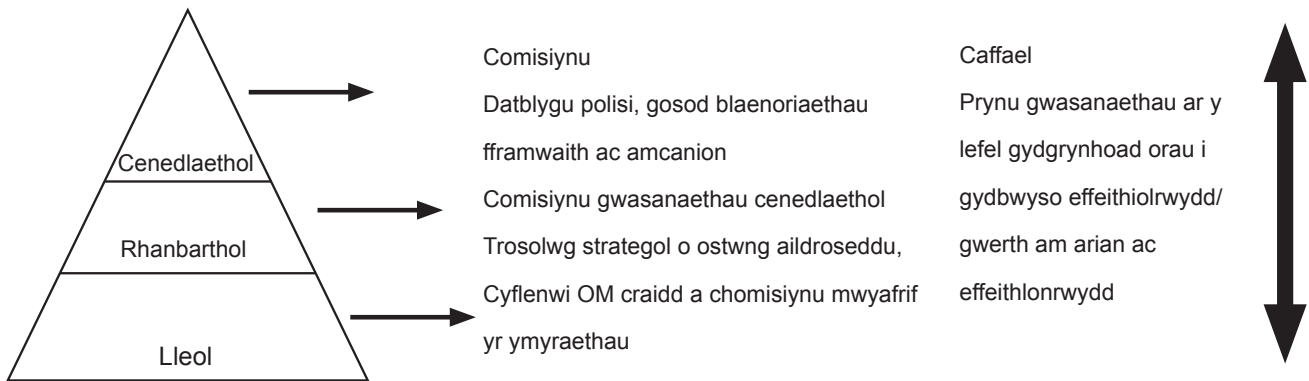 Cenedlaethol
Rhanbarthol
Lleol
Comisiynu
Datblygu polisi, gosod blaenoriaethau
fframwaith ac amcanion
Comisiynu gwasanaethau cenedlaethol
Trosolwg strategol o ostwng aildroseddu,
Cyflenwi OM craidd a chomisiynu mwyafrif
yr ymyraethau
Caffael
Prynu gwasanaethau ar y
lefel gydgrynhoad orau i
gydbwyso effeithiolrwydd/
gwerth am arian ac
effeithlonrwydd